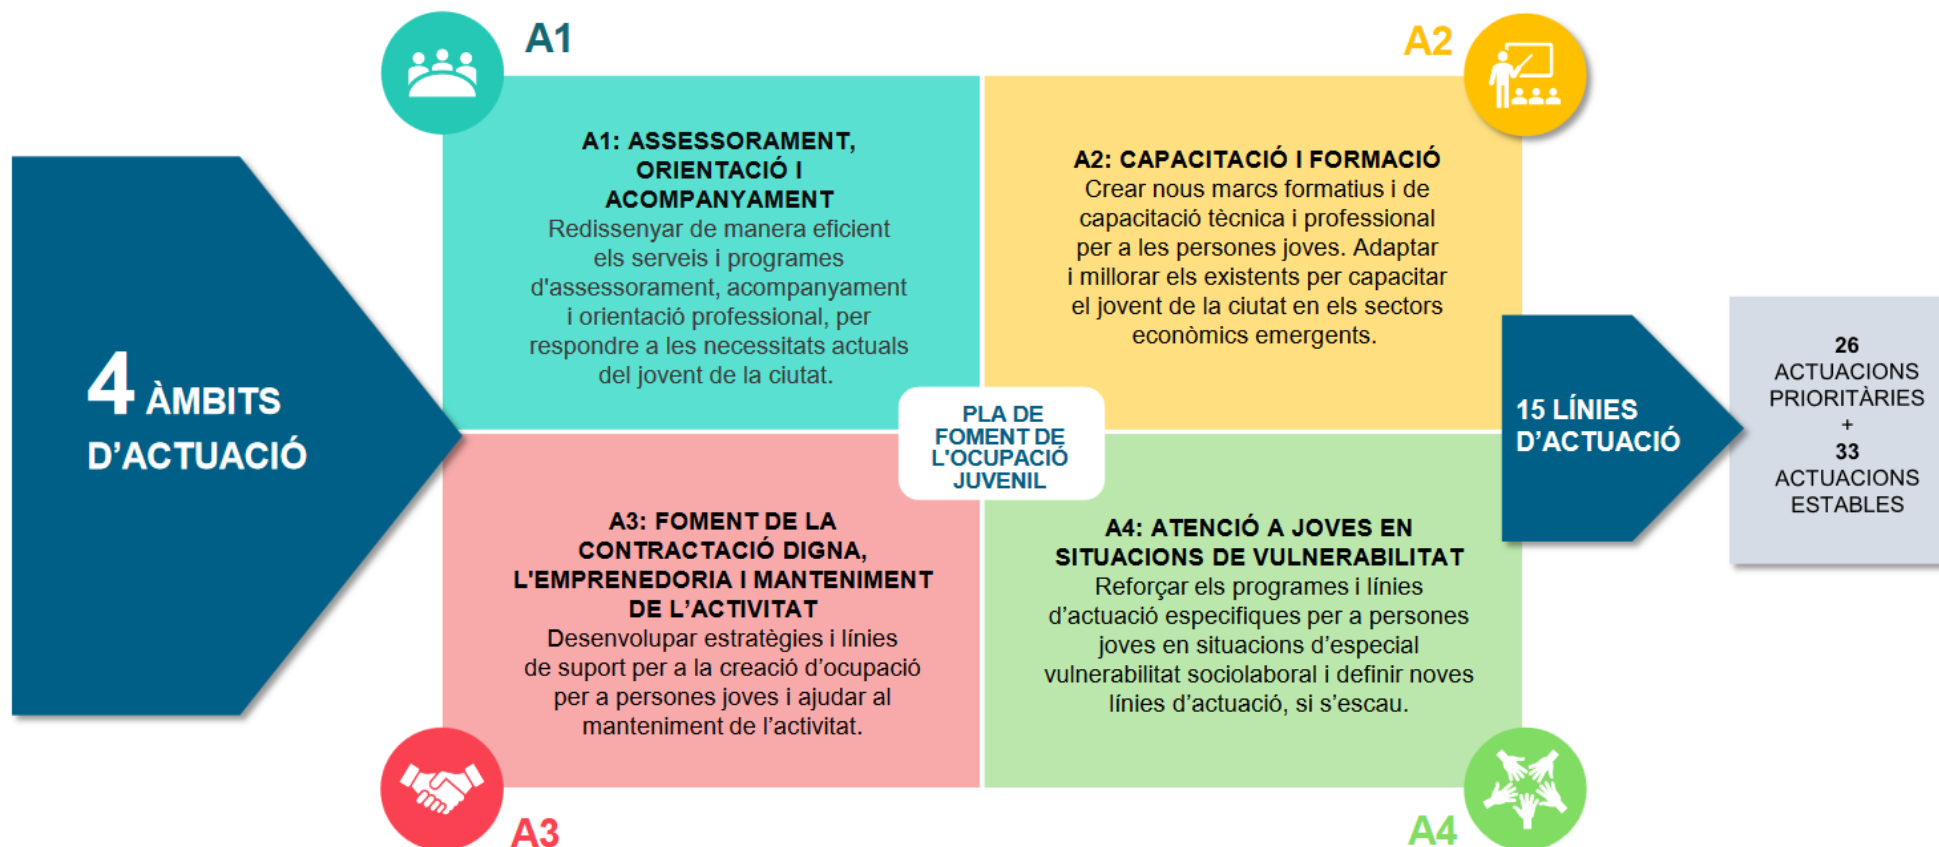 A1
A2
4 ÀMBITS
D’ACTUACIÓ
A1: ASSESSORAMENT,
ORIENTACIÓ I
ACOMPANYAMENT
Redissenyar de manera eficient
els serveis i programes
d'assessorament, acompanyament
i orientació professional, per
respondre a les necessitats actuals
del jovent de la ciutat.
A2: CAPACITACIÓ I FORMACIÓ
Crear nous marcs formatius i de
capacitació tècnica i professional
per a les persones joves. Adaptar
i millorar els existents per capacitar
el jovent de la ciutat en els sectors
econòmics emergents.
PLA DE
FOMENT DE
L'OCUPACIÓ
JUVENIL
A3: FOMENT DE LA
CONTRACTACIÓ DIGNA,
L'EMPRENEDORIA I MANTENIMENT
DE L’ACTIVITAT
Desenvolupar estratègies i línies
de suport per a la creació d’ocupació
per a persones joves i ajudar al
manteniment de l’activitat.
A4: ATENCIÓ A JOVES EN
SITUACIONS DE VULNERABILITAT
Reforçar els programes i línies
d’actuació especifiques per a persones
joves en situacions d’especial
vulnerabilitat sociolaboral i definir noves
línies d’actuació, si s’escau.
15 LÍNIES
D’ACTUACIÓ
26
ACTUACIONS
PRIORITÀRIES
+
33
ACTUACIONS
ESTABLES
A3
A4